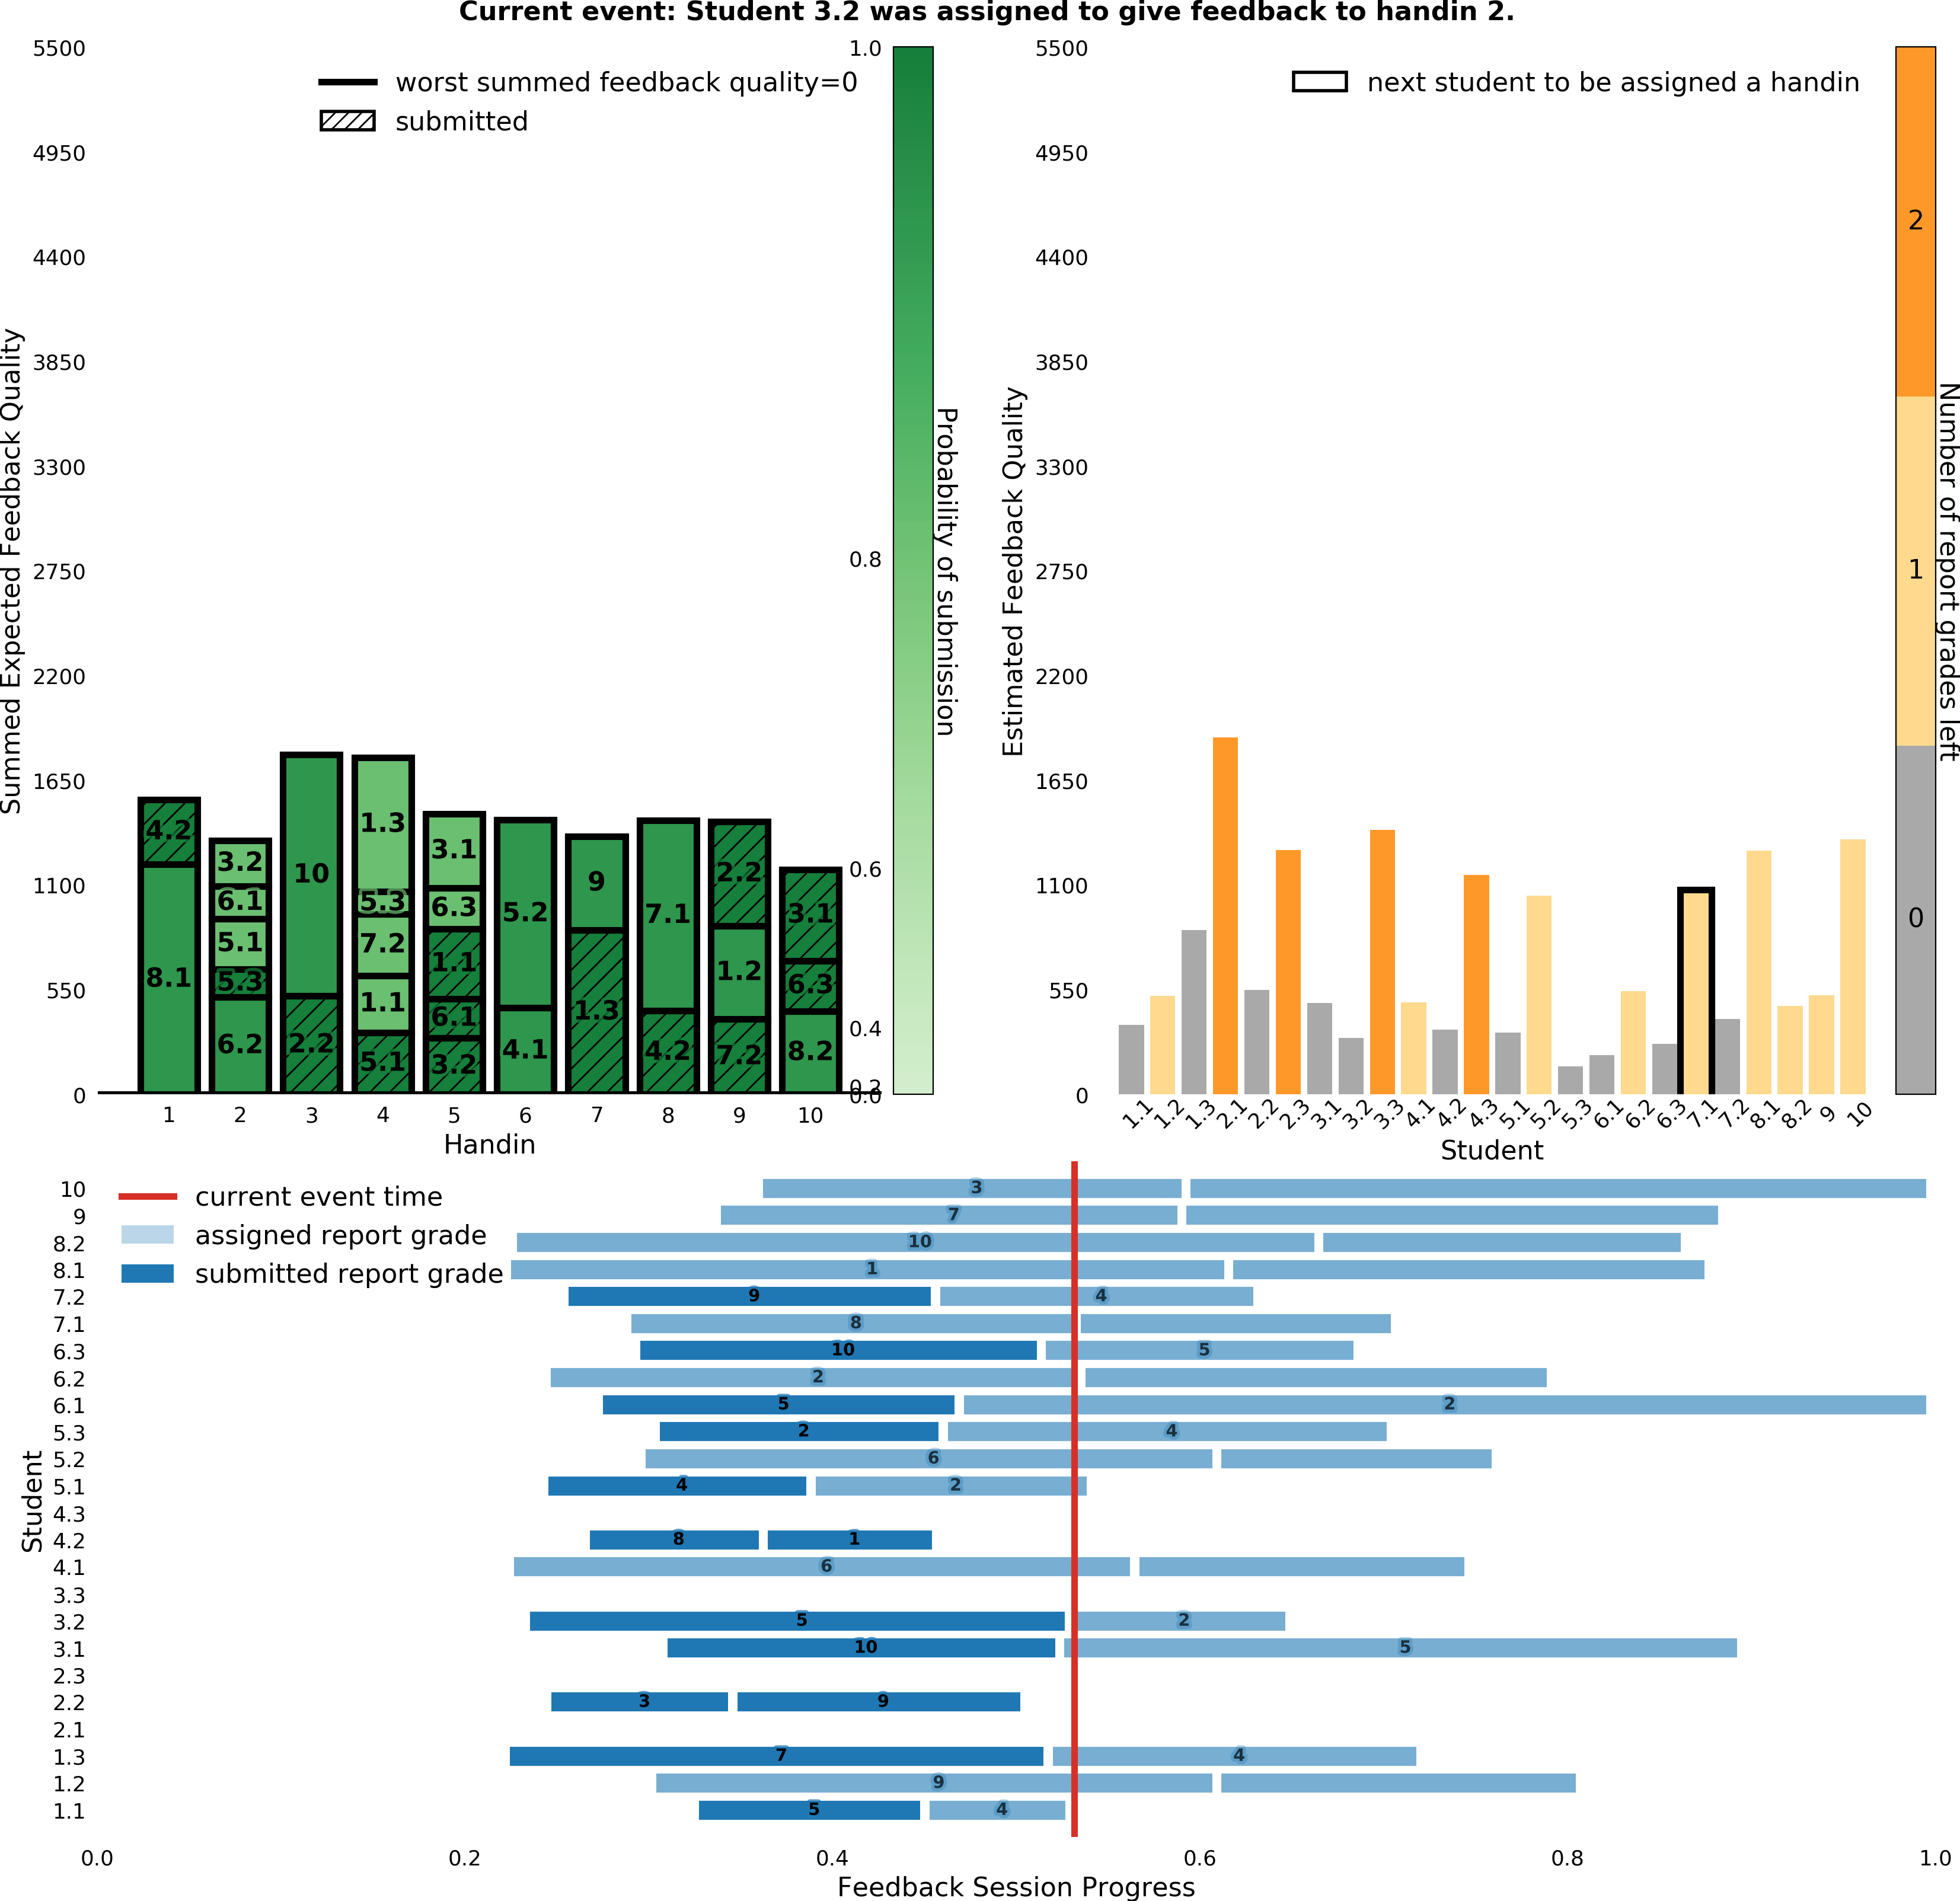 Current event: Student 3.2 was assigned to give feedback to handin 2.
Summed Expected Feedback Quality
5500
4950
4400
3850
3300
2750
2200
1650
1100
550
0
worst summed feedback quality=0
submitted
4.2
8.1
3.2
6.1
5.1
5.3
6.2
10
2.2
1.3
5.3
7.2
1.1
5.1
3.1
6.3
1.1
6.1
3.2
5.2
4.1
9
1.3
7.1
4.2
2.2
1.2
7.2
3.1
6.3
8.2
1 2 3 4 5 6 7 8 9 10
Handin
1.0
0.8
0.6
0.4
0.2
0.0
Probability of submission
Estimated Feedback Quality
5500
4950
4400
3850
3300
2750
2200
1650
1100
550
0
next student to be assigned a handin
1.1 1.2 1.3 2.1 2.2 2.3 3.1 3.2 3.3 4.1 4.2 4.3 5.1 5.2 5.3 6.1 6.2 6.3 7.1 7.2 8.1 8.2 9 10
Student
2
1
0
Number of report grades left
current event time
assigned report grade
submitted report grade
Student
10 3
9 7
8.2 10
8.1 1
7.2 9 4
7.1 8
6.3 10 5
6.2 2
6.1 5 2
5.3 2 4
5.2 6
5.1 4 2
4.3
4.2 8 1
4.1 6
3.3
3.2 5 2
3.1 10 5
2.3
2.2 3 9
2.1
1.3 7 4
1.2 9
1.1 5 4
0.0 0.2 0.4 0.6 0.8 1.0
Feedback Session Progress